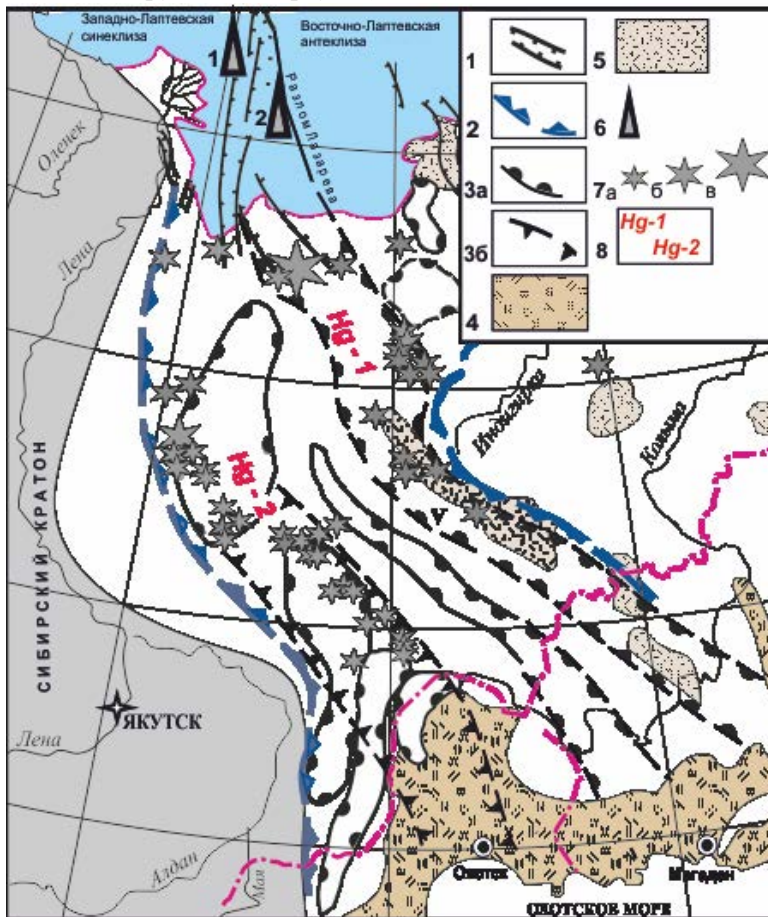 Западно-Лаптевская
синеклиза
Восточно-Лаптевская
антеклиза
1
2
Разлом Лазарева
1
5
2
6
3а
7а
б
в
3б
8
Hg-1
Hg-2
4
Оленек
Лена
Hg - 1
Индигирка
Колыма
Hg - 2
V
СИБИРСКИЙ КРАТОН
ЯКУТСК
Лена
Алдан
Мая
Охотск
Магадан
ОХОТСКОЕ МОРЕ